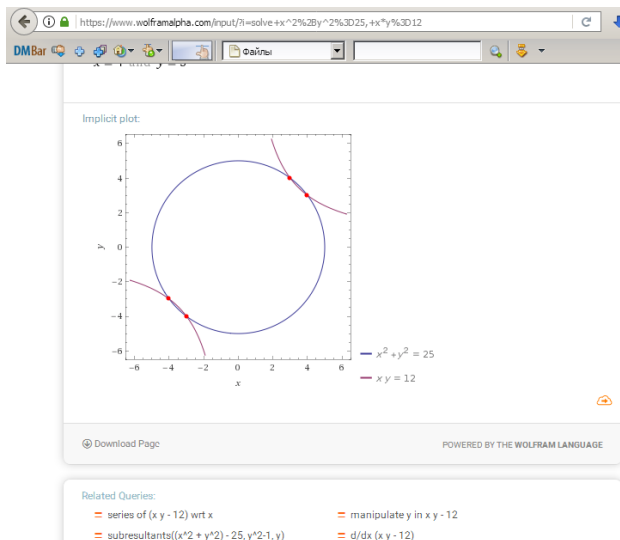 https://www.wolframalpha.com/input/?i=solve+x^2%2By^2%3D25,+x*y%3D12
DMBar Файлы
Implicit plot:
6
4
2
0
−2
−4
−6
y
−6 −4 −2 0 2 4 6
x
x² + y² = 25
x y = 12
Download Page POWERED BY THE WOLFRAM LANGUAGE
Related Queries:
= series of (x y - 12) wrt x
= manipulate y in x y - 12
= subresultants((x^2 + y^2) - 25, y^2-1, y)
= d/dx (x y - 12)